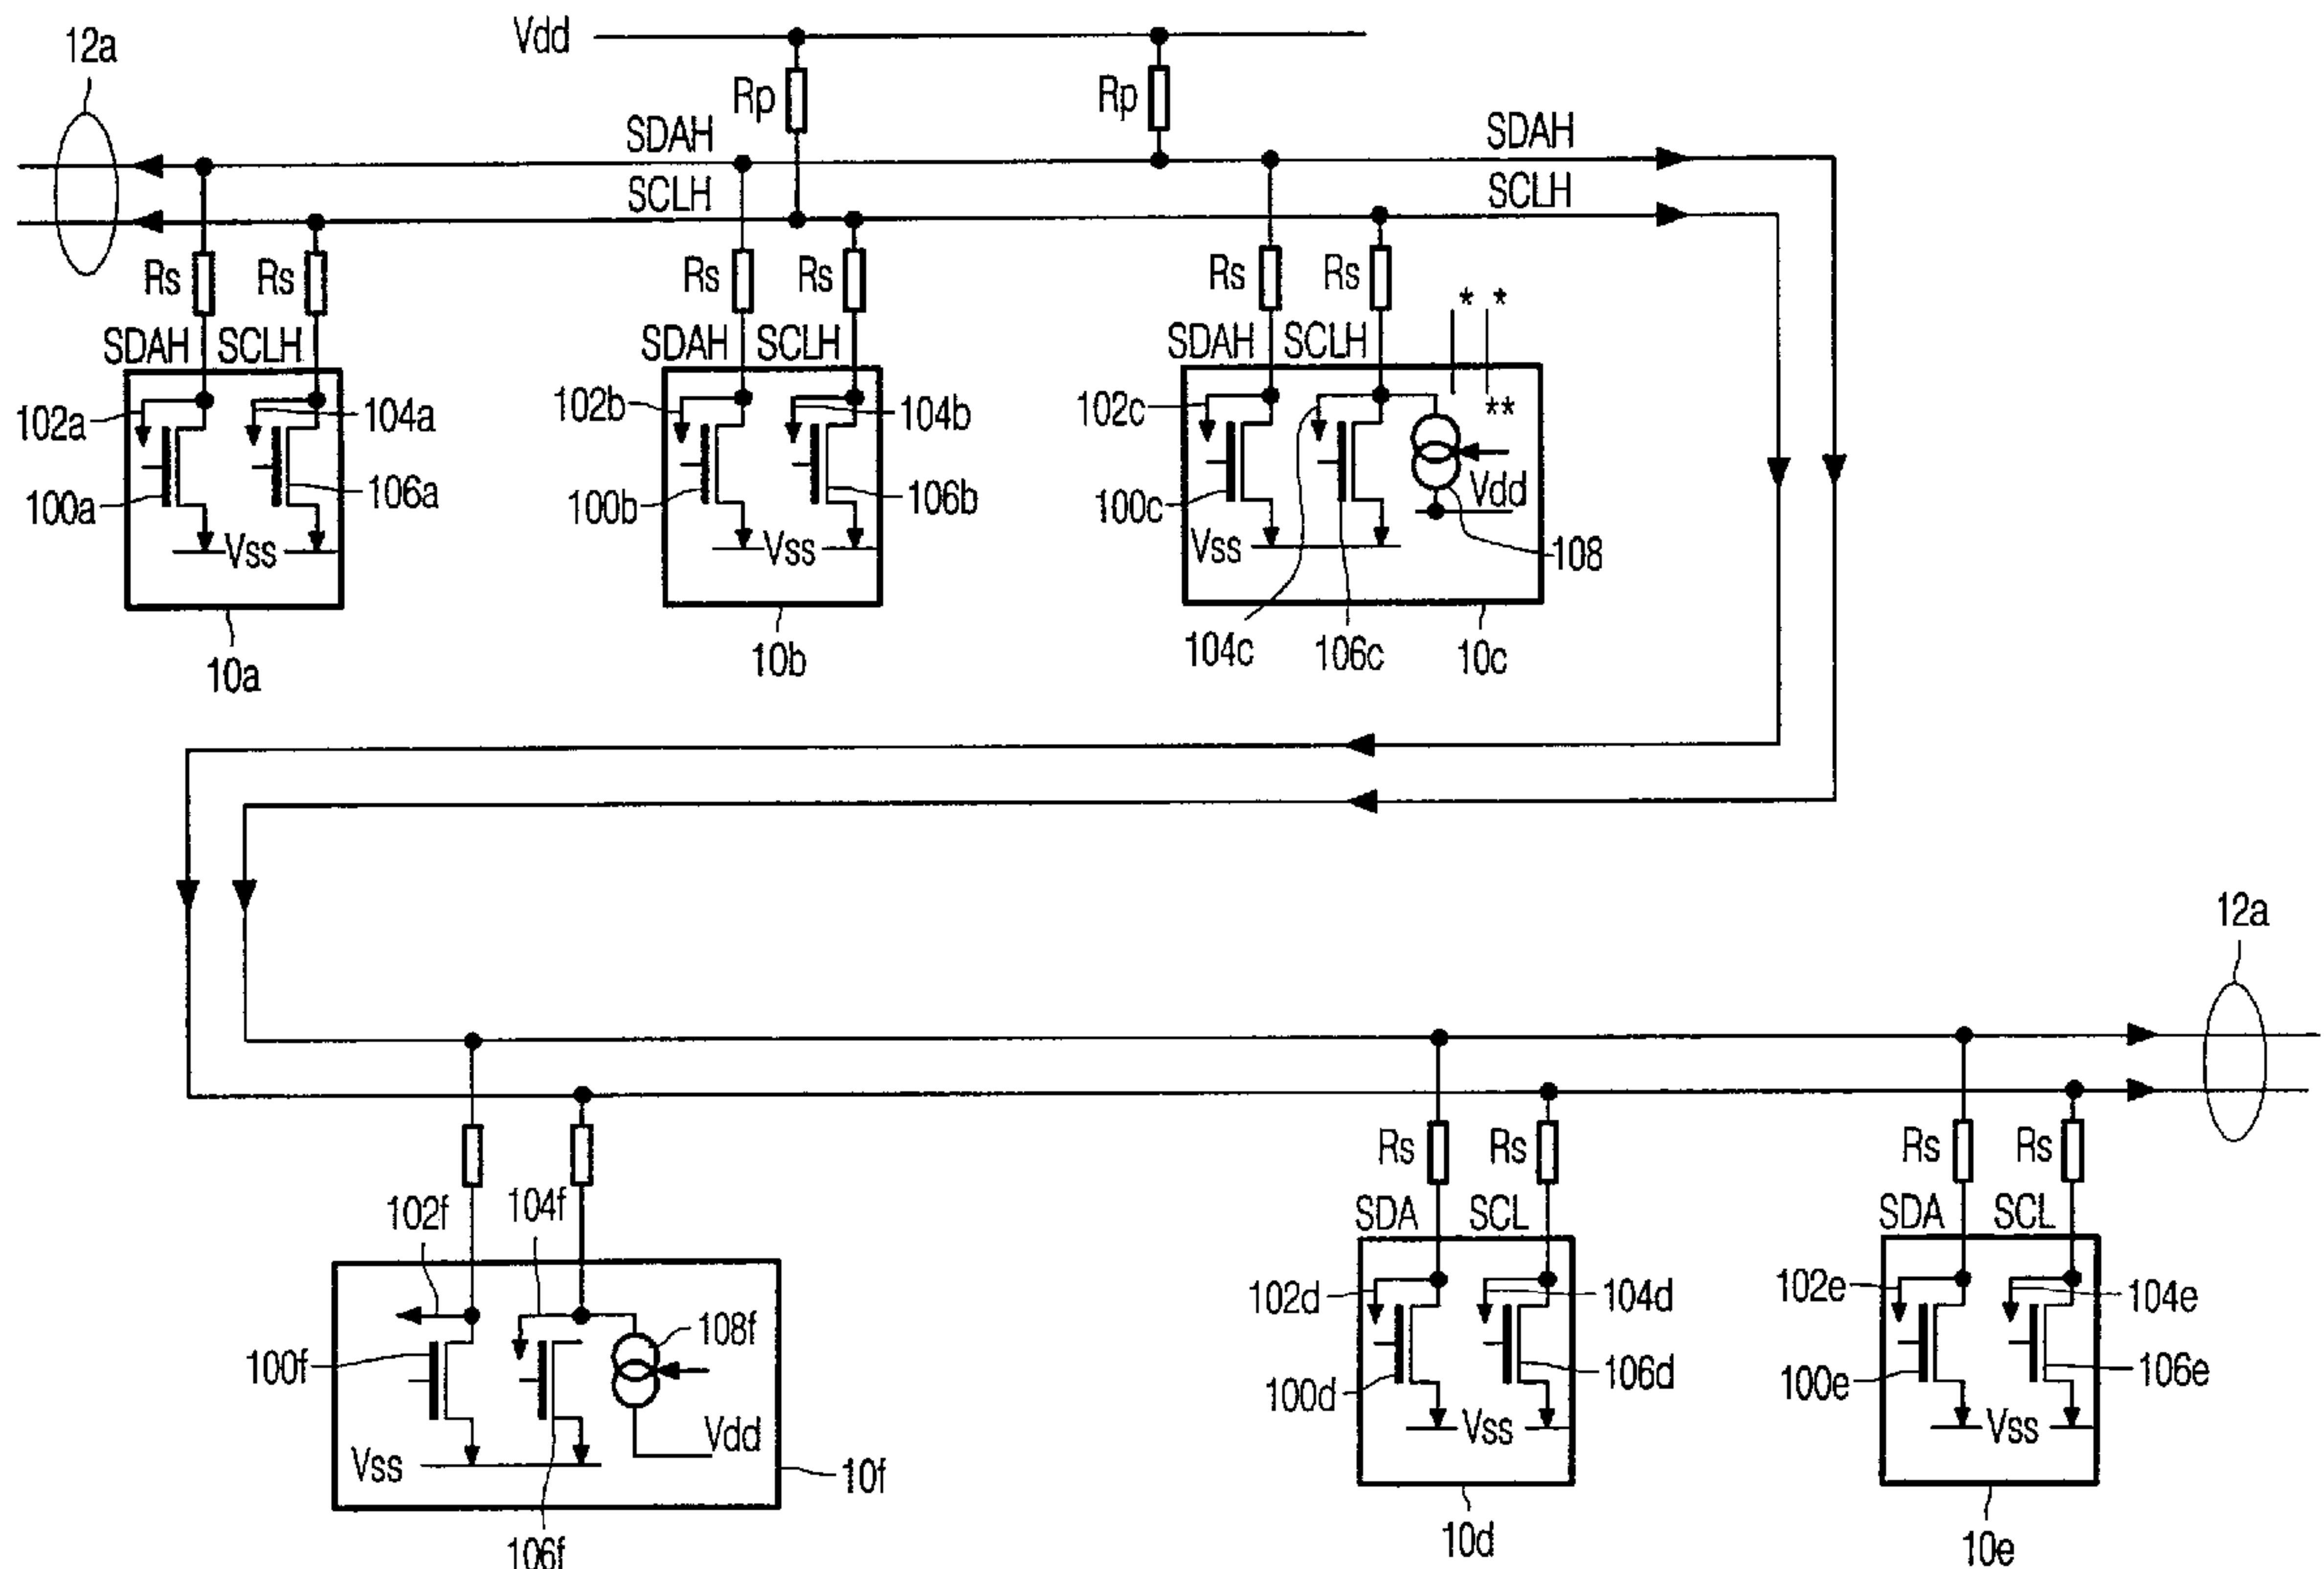 12a
Vdd
Rp
Rp
SDAH
SDAH
SCLH
SCLH
Rs
Rs
Rs
Rs
Rs
Rs
* *
SDAH SCLH
SDAH SCLH
SDAH SCLH
102a
104a
102b
104b
102c
**
100a
106a
100b
106b
100c
Vdd
Vss
Vss
Vss
108
10a
10b
104c
106c
10c
12a
Rs
Rs
Rs
Rs
102f
104f
SDA SCL
SDA SCL
102d
104d
102e
104e
108f
100f
100d
106d
100e
106e
Vdd
Vss
Vss
Vss
10f
106f
10d
10e